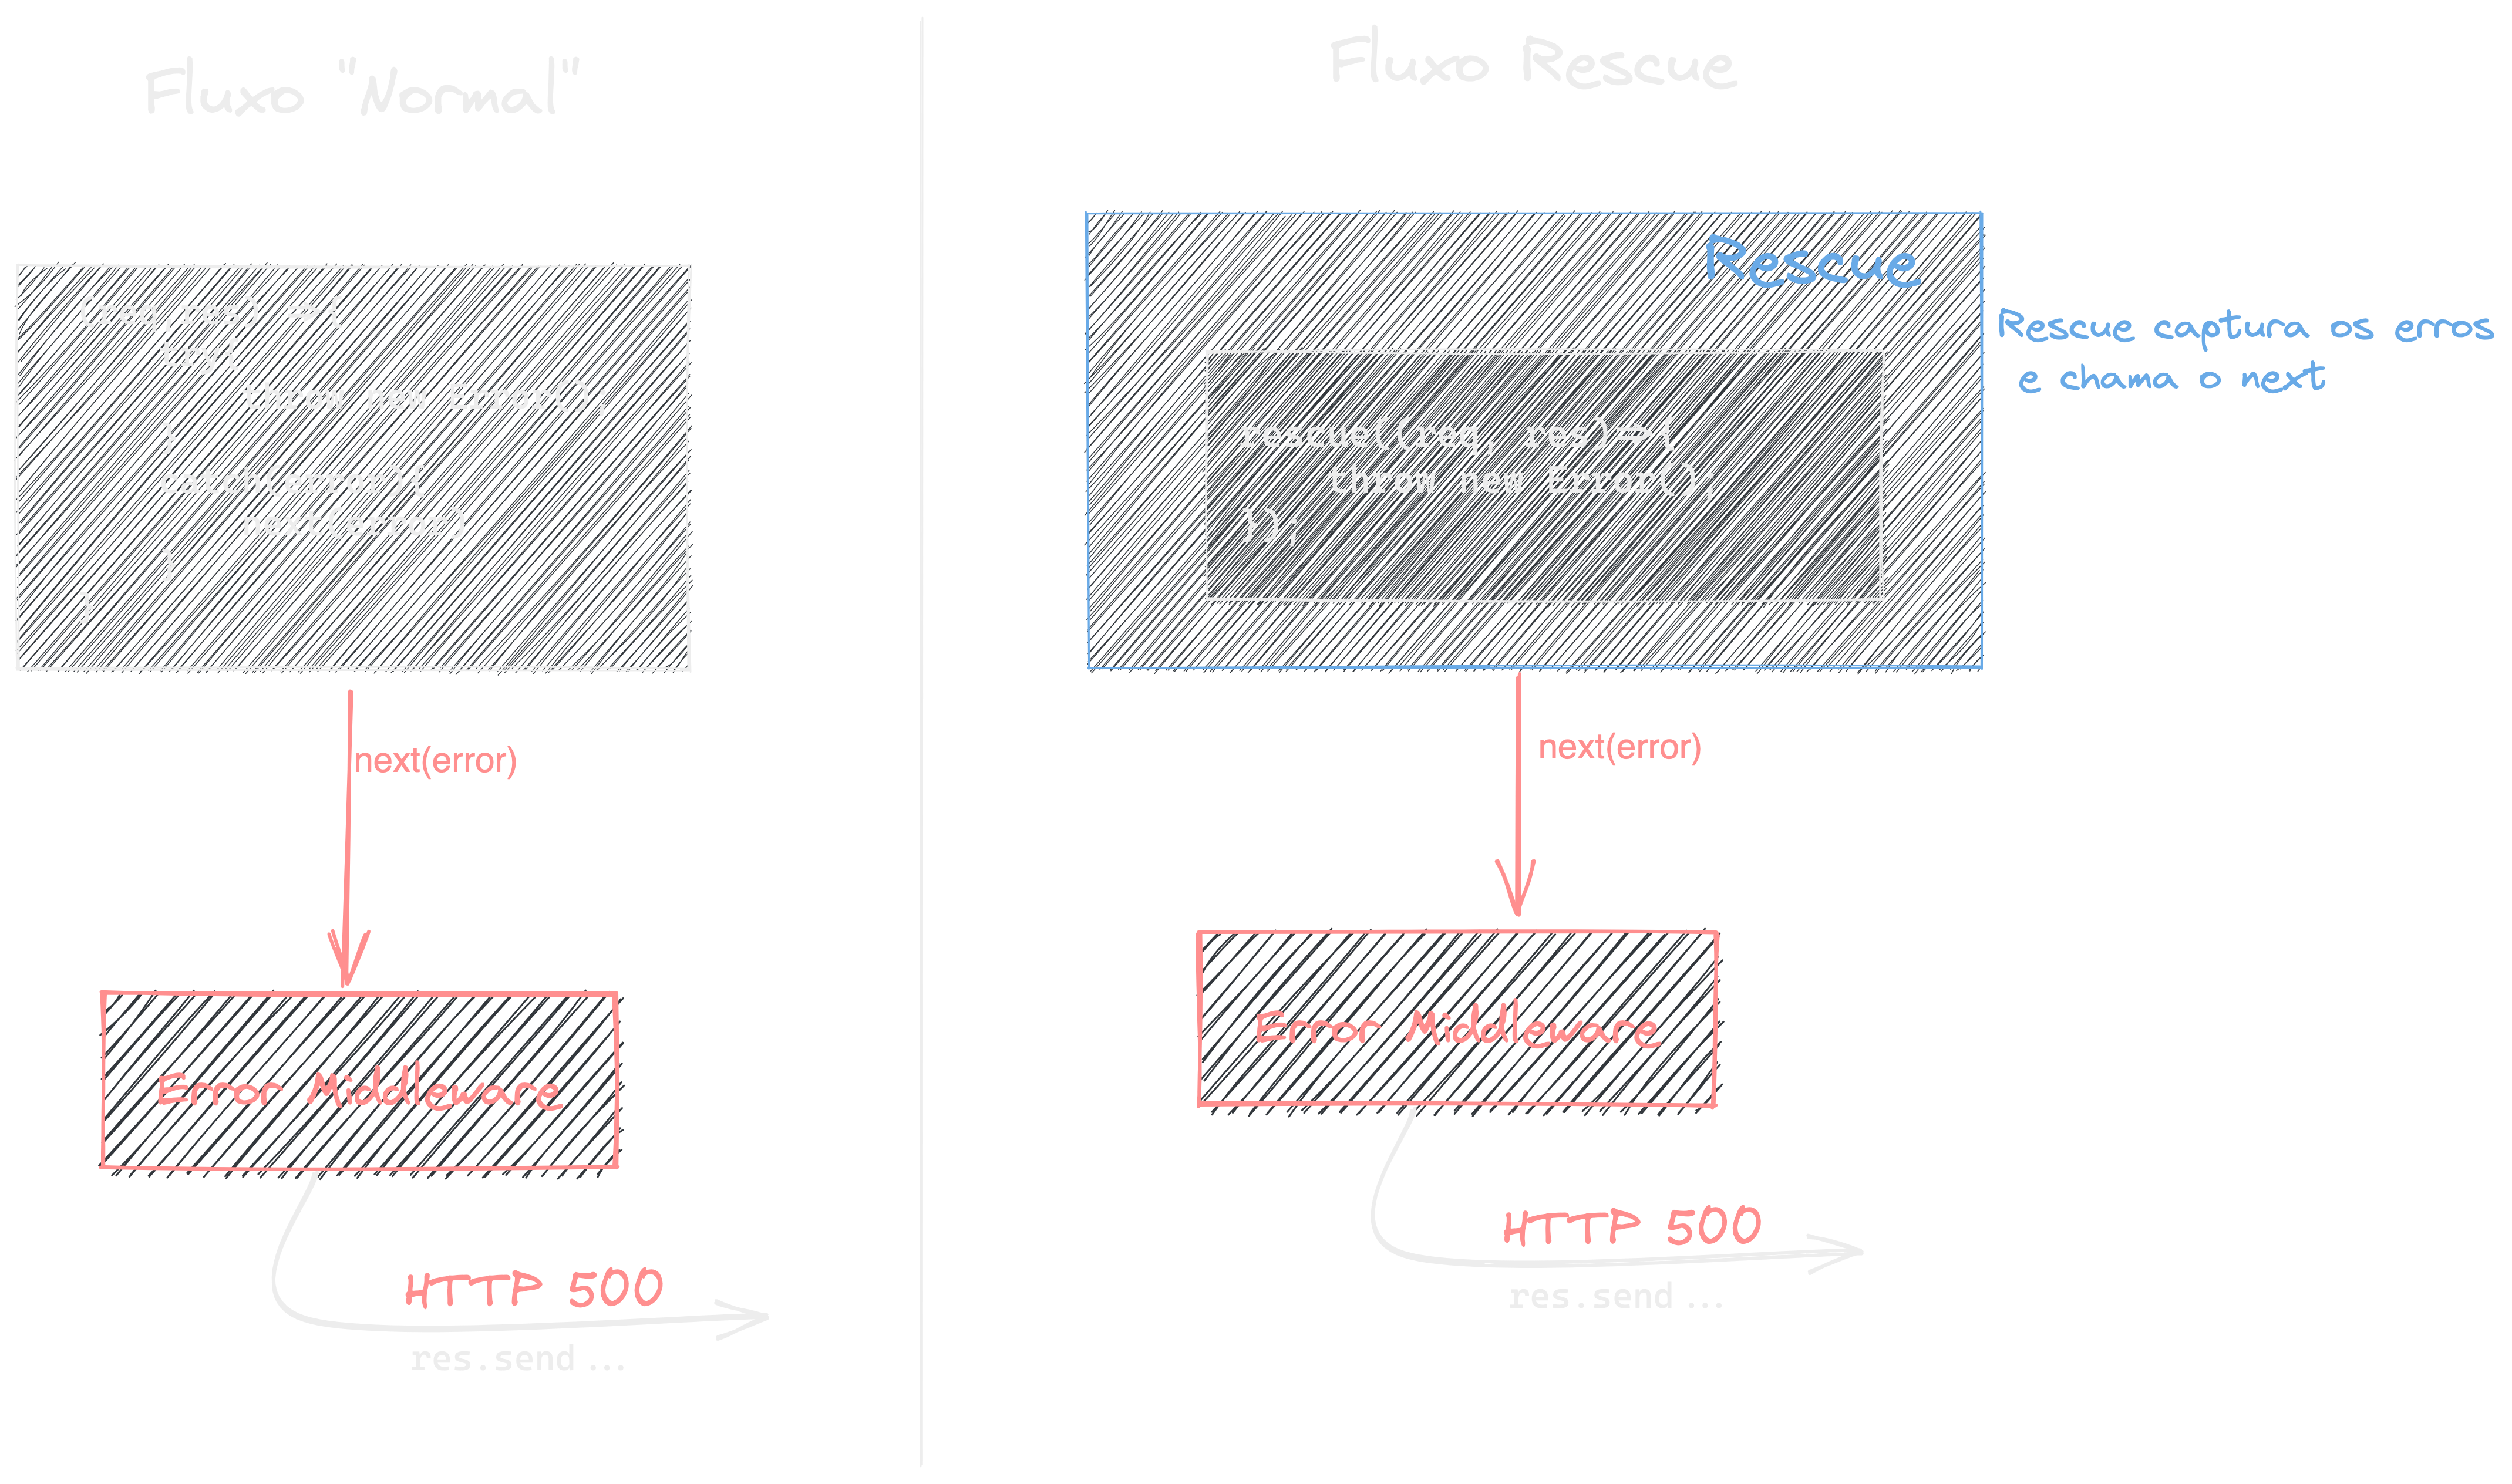 Fluxo "Normal"
(req,res) => {
try{
throw new Error();
}
catch(error){
next(error)
}
}
next(error)
Error Middleware
HTTP 500
res.send ...
Fluxo Rescue
Rescue
Rescue captura os erros
e chama o next
rescue((req, res)=>{
throw new Error();
});
next(error)
Error Middleware
HTTP 500
res.send ...